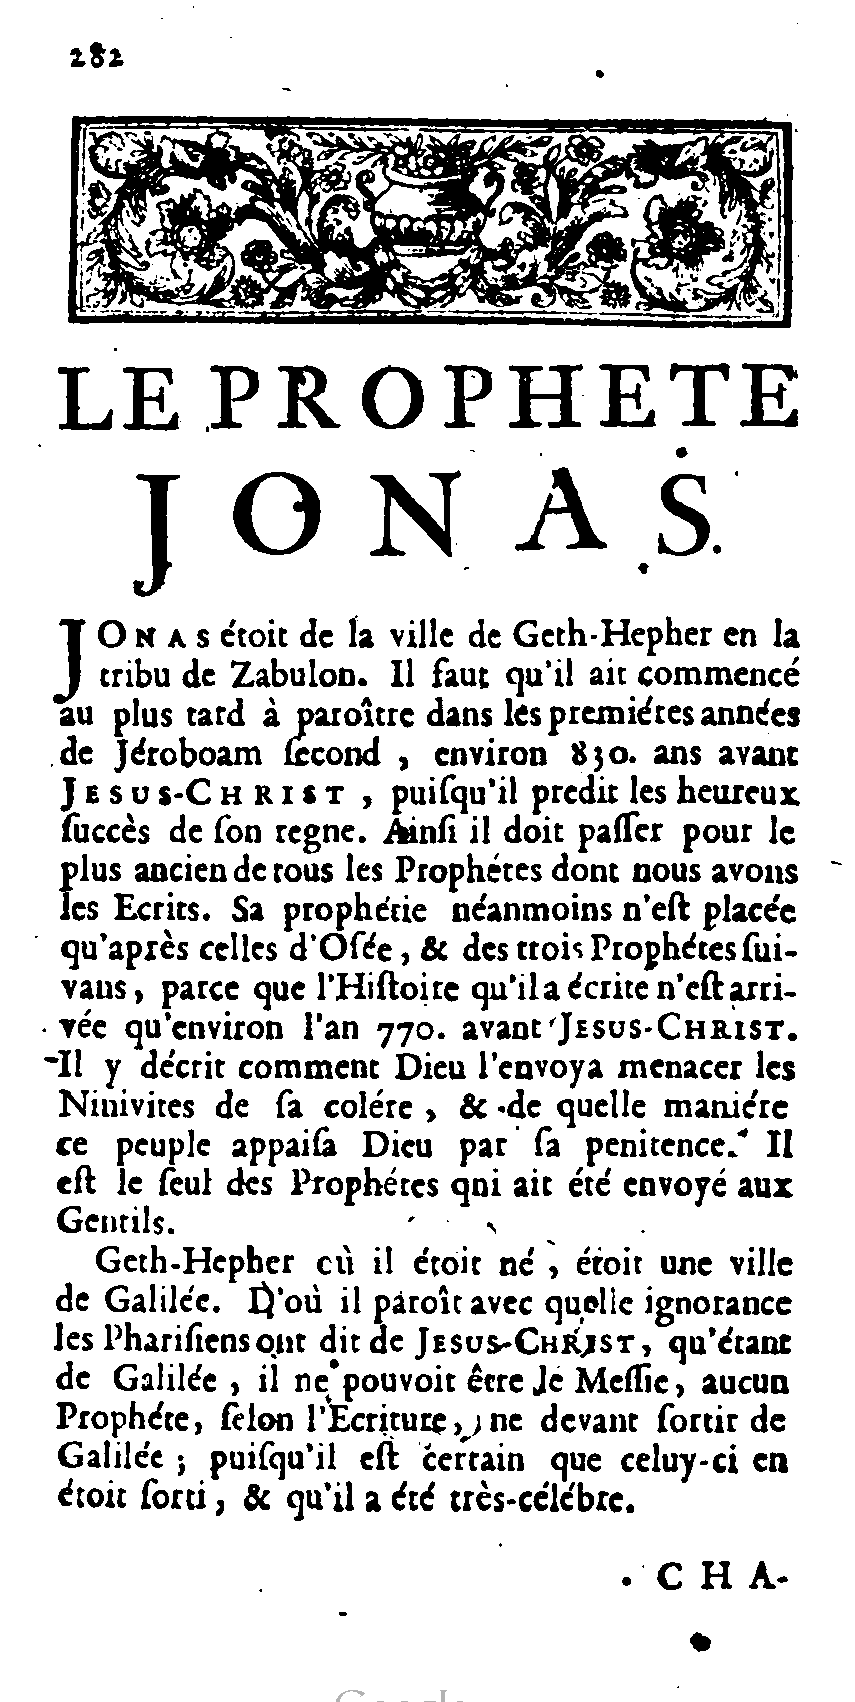 282
LE PROPHETE
JONAS.
JONAS étoit de la ville de Geth-Hepher en la
tribu de Zabulon. Il faut qu'il ait commencé
au plus tard à paroître dans les premiéres années
de Jéroboam ſecond, environ 830. ans avant
JESUS-CHRIST, puiſqu'il predit les heureux
ſuccès de ſon regne. Ainſi il doit paſſer pour le
plus ancien de tous les Prophétes dont nous avons
les Ecrits. Sa prophétie néanmoins n'eſt placée
qu'après celles d'Oſée, & des trois Prophétes ſui-
vans, parce que l'Hiſtoire qu'il a écrite n'eſt arri-
vée qu'environ l'an 770. avant JESUS-CHRIST.
Il y décrit comment Dieu l'envoya menacer les
Ninivites de ſa colére, & de quelle maniére
ce peuple appaiſa Dieu par ſa penitence. Il
eſt le ſeul des Prophétes qni ait été envoyé aux
Gentils.
Geth-Hepher où il étoit né, étoit une ville
de Galilée. D'où il paroît avec quelle ignorance
les Phariſiens ont dit de JESUS-CHRIST, qu'étant
de Galilée, il ne pouvoit être le Meſſie, aucun
Prophéte, ſelon l'Ecriture, ne devant ſortir de
Galilée; puiſqu'il eſt certain que celuy-ci en
étoit ſorti, & qu'il a été très-célébre.
CHA-